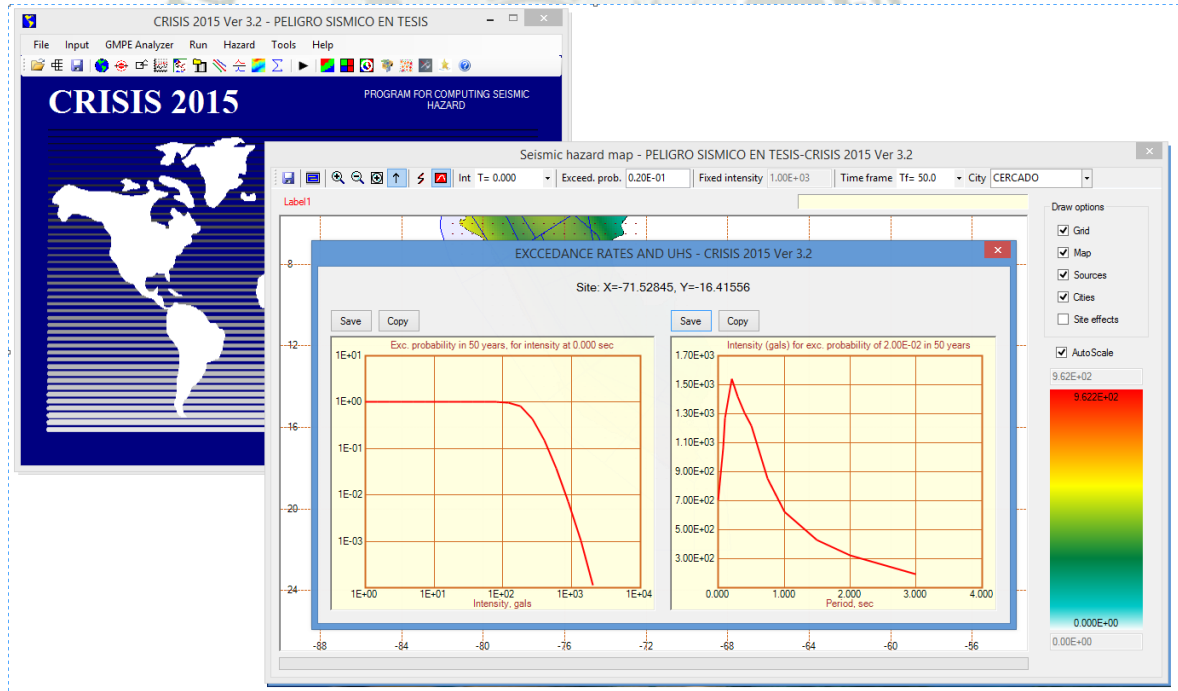 CRISIS 2015 Ver 3.2 - PELIGRO SISMICO EN TESIS
File Input GMPE Analyzer Run Hazard Tools Help
CRISIS 2015
PROGRAM FOR COMPUTING SEISMIC
HAZARD
Seismic hazard map - PELIGRO SISMICO EN TESIS-CRISIS 2015 Ver 3.2
Int T= 0.000 Exceed. prob. 0.20E-01 Fixed intensity 1.00E+03 Time frame Tf= 50.0 City CERCADO
Label1
Draw options
Grid
Map
Sources
Cities
Site effects
AutoScale
9.62E+02
9.622E+02
0.000E+00
0.00E+00
-8
-12
-16
-20
-24
-88 -84 -80 -76 -72 -68 -64 -60 -56
EXCCEDANCE RATES AND UHS - CRISIS 2015 Ver 3.2
Site: X=-71.52845, Y=-16.41556
Save Copy
Exc. probability in 50 years, for intensity at 0.000 sec
1E+01
1E+00
1E-01
1E-02
1E-03
1E+00 1E+01 1E+02 1E+03 1E+04
Intensity, gals
Save Copy
Intensity (gals) for exc. probability of 2.00E-02 in 50 years
1.70E+03
1.50E+03
1.30E+03
1.10E+03
9.00E+02
7.00E+02
5.00E+02
3.00E+02
0.000 1.000 2.000 3.000 4.000
Period, sec